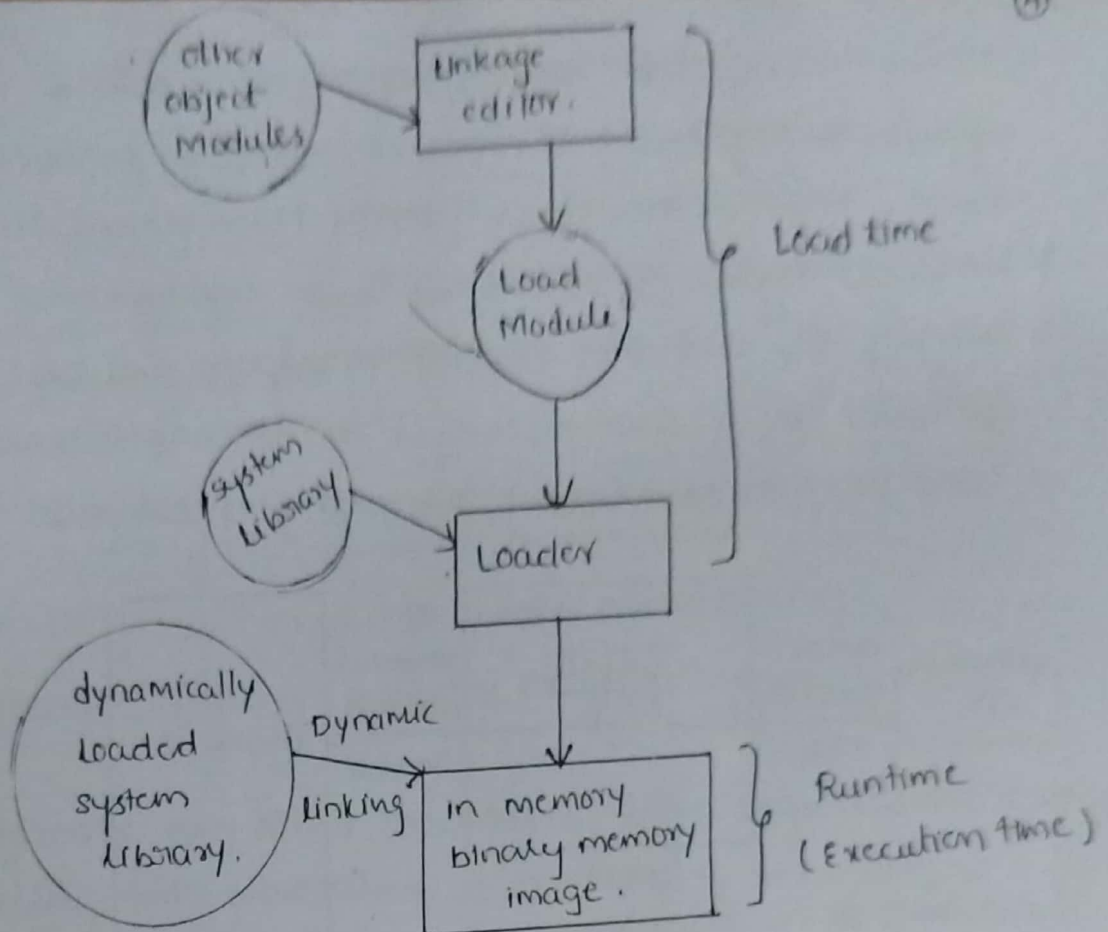 other
object
Modules
Linkage
editor.
Load time
Load
Module
system
Library
Loader
dynamically
loaded
system
library.
Dynamic
linking
in memory
binary memory
image.
Runtime
(Execution time)